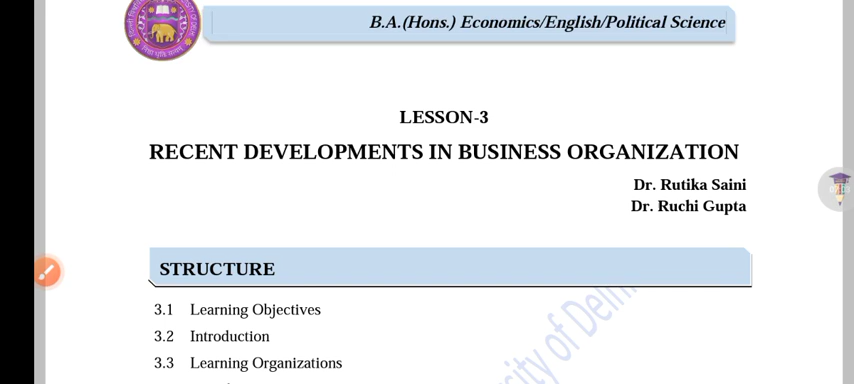 B.A.(Hons.) Economics/English/Political Science
LESSON-3
RECENT DEVELOPMENTS IN BUSINESS ORGANIZATION
Dr. Rutika Saini
Dr. Ruchi Gupta
STRUCTURE
3.1 Learning Objectives
3.2 Introduction
3.3 Learning Organizations